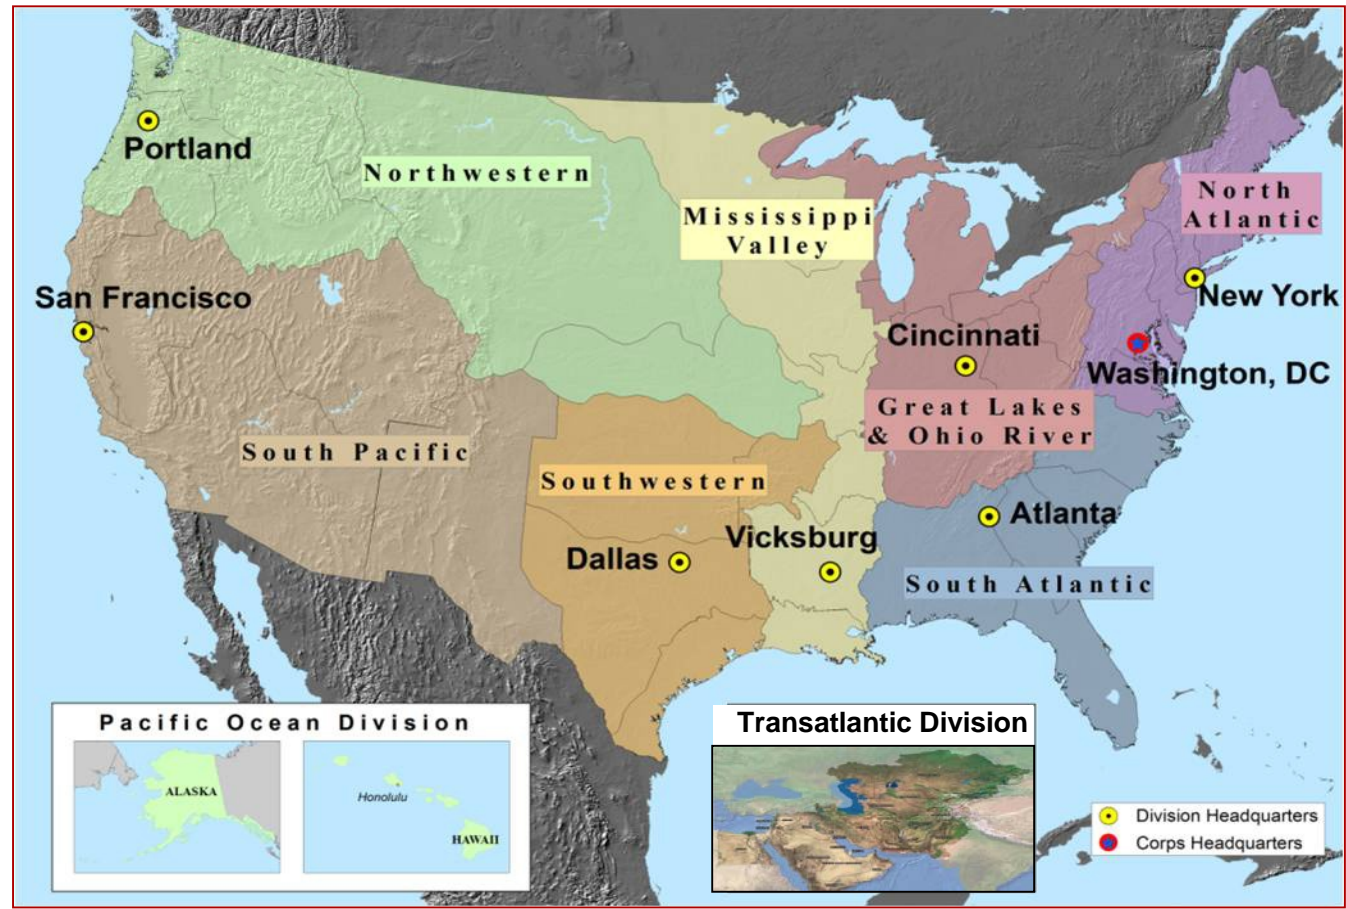 Portland
Northwestern
North
Atlantic
Mississippi
Valley
San Francisco
New York
Cincinnati
Washington, DC
Great Lakes
& Ohio River
South Pacific
Southwestern
Atlanta
Vicksburg
Dallas
South Atlantic
Pacific Ocean Division
ALASKA
Honolulu
HAWAII
Transatlantic Division
Division Headquarters
Corps Headquarters